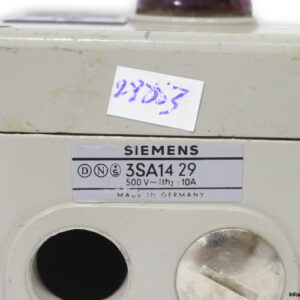 SIEMENS
D N S 3SA14 29
500 V~ Ith2: 10A
MADE IN GERMANY